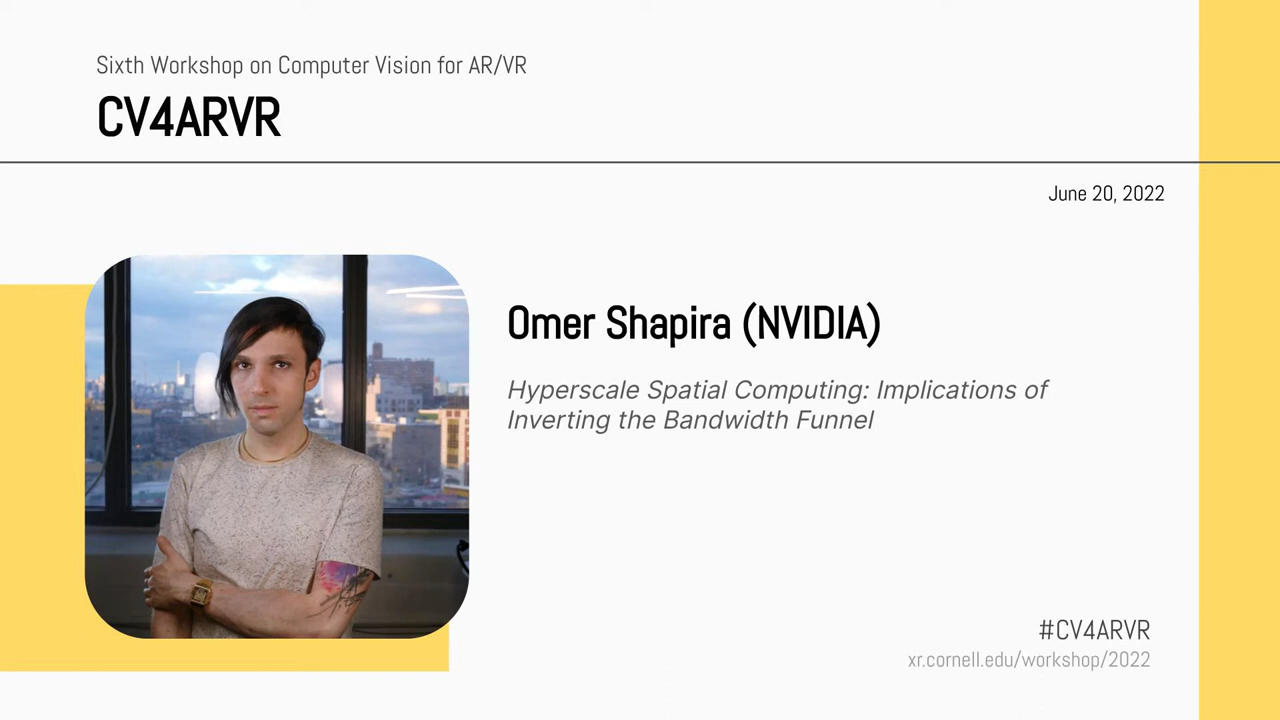 Sixth Workshop on Computer Vision for AR/VR
CV4ARVR
June 20, 2022
Omer Shapira (NVIDIA)
Hyperscale Spatial Computing: Implications of
Inverting the Bandwidth Funnel
#CV4ARVR
xr.cornell.edu/workshop/2022